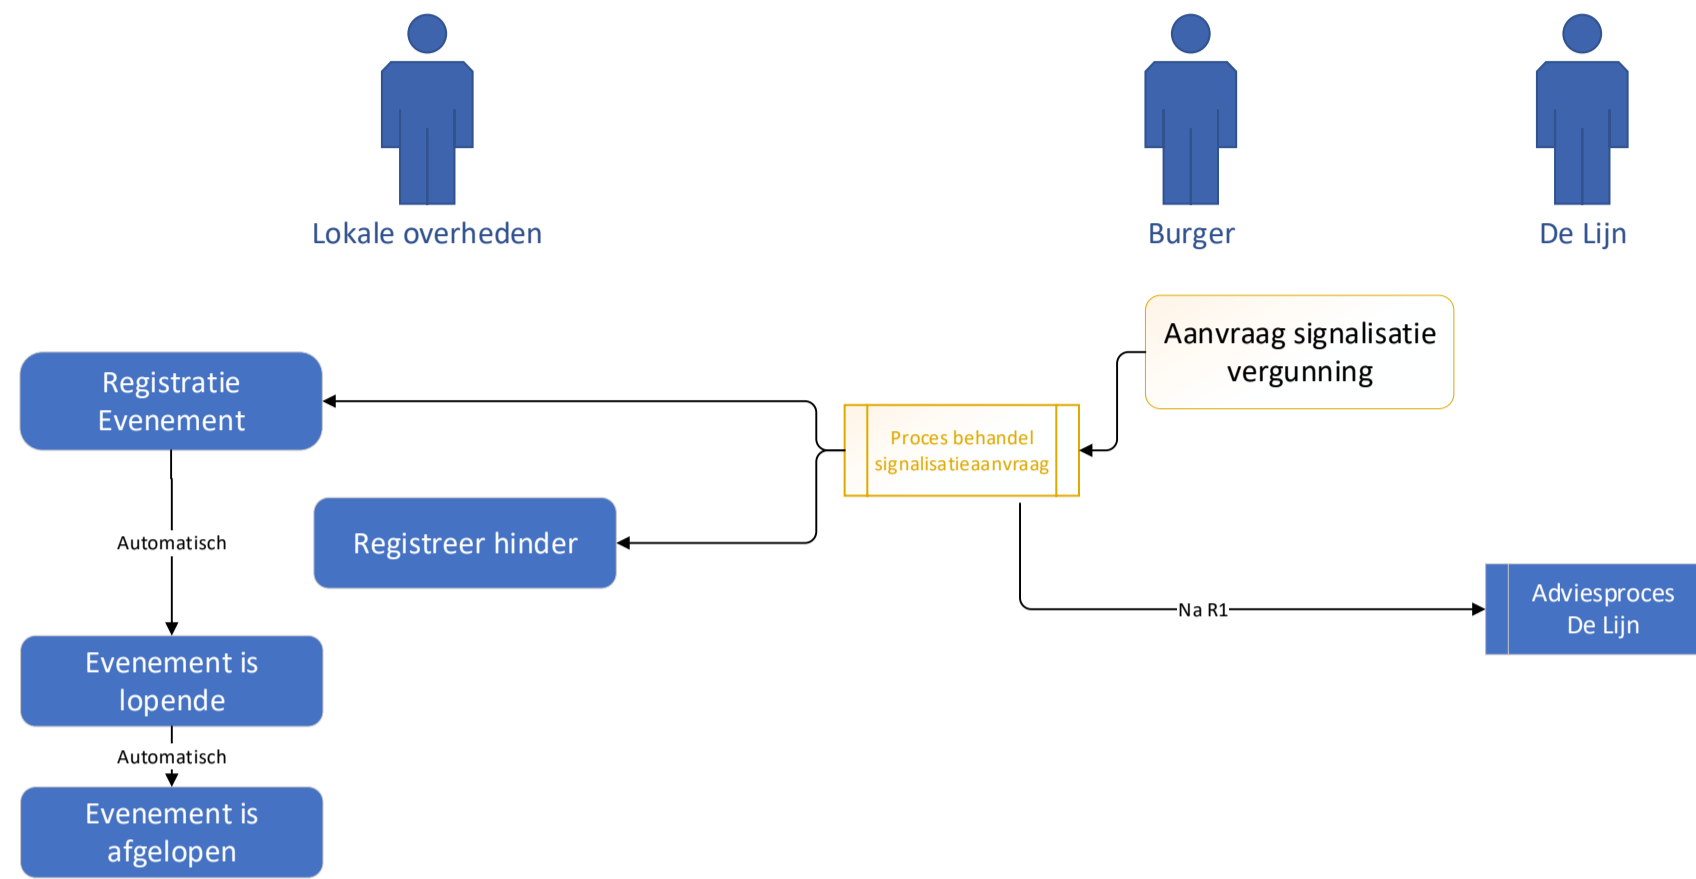 Lokale overheden
Burger
De Lijn
Aanvraag signalisatie
vergunning
Registratie
Evenement
Proces behandel
signalisatieaanvraag
Automatisch
Registreer hinder
Na R1
Adviesproces
De Lijn
Evenement is
lopende
Automatisch
Evenement is
afgelopen